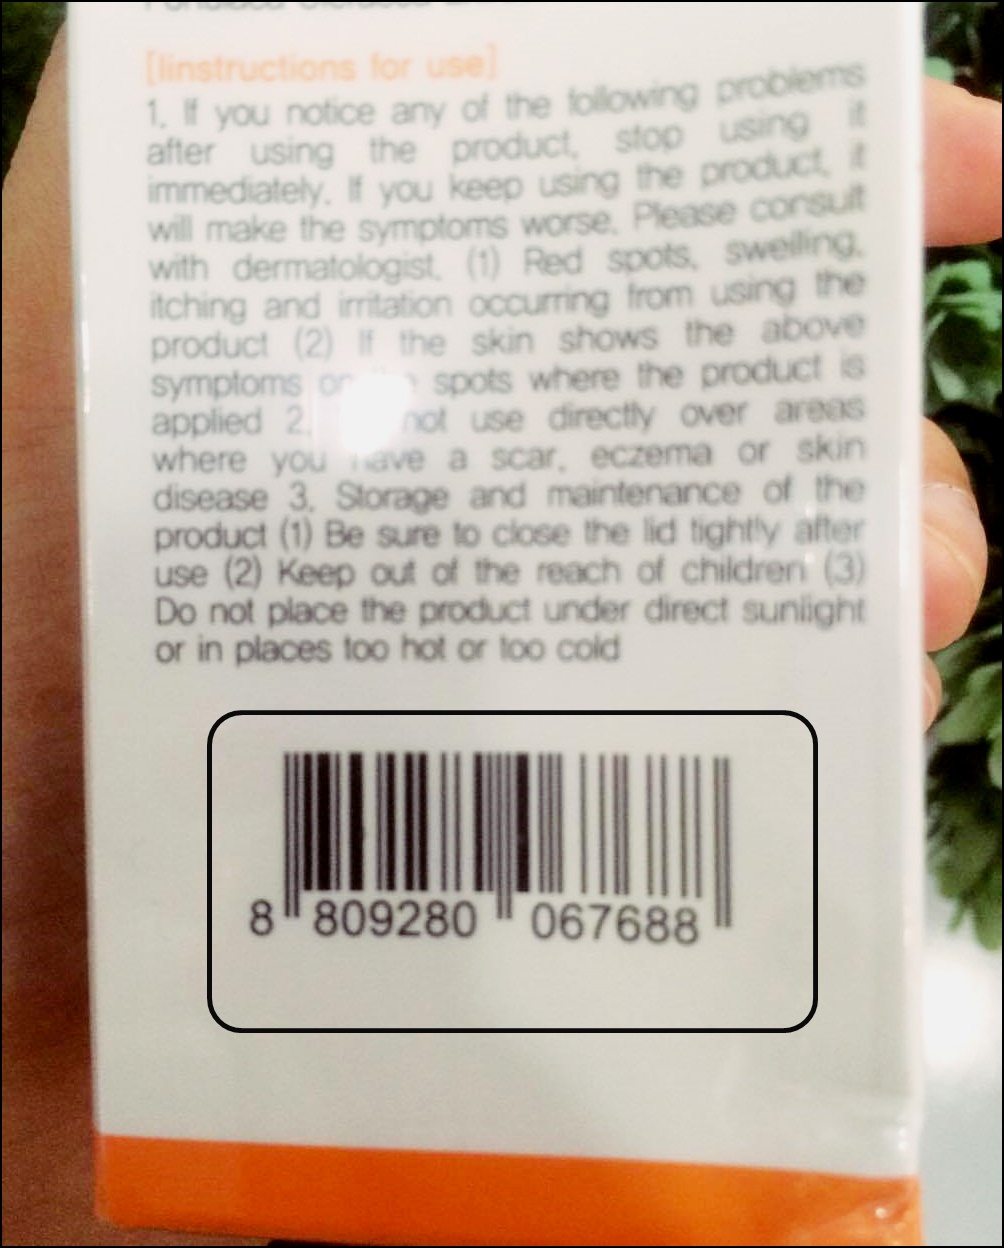 [Iinstructions for use]
1. If you notice any of the following problems
after using the product, stop using it
immediately. If you keep using the product, it
will make the symptoms worse. Please consult
with dermatologist. (1) Red spots, swelling,
itching and irritation occurring from using the
product (2) If the skin shows the above
symptoms spots where the product is
applied 2. not use directly over areas
where you have a scar, eczema or skin
disease 3. Storage and maintenance of the
product (1) Be sure to close the lid tightly after
use (2) Keep out of the reach of children (3)
Do not place the product under direct sunlight
or in places too hot or too cold
8 809280 067688